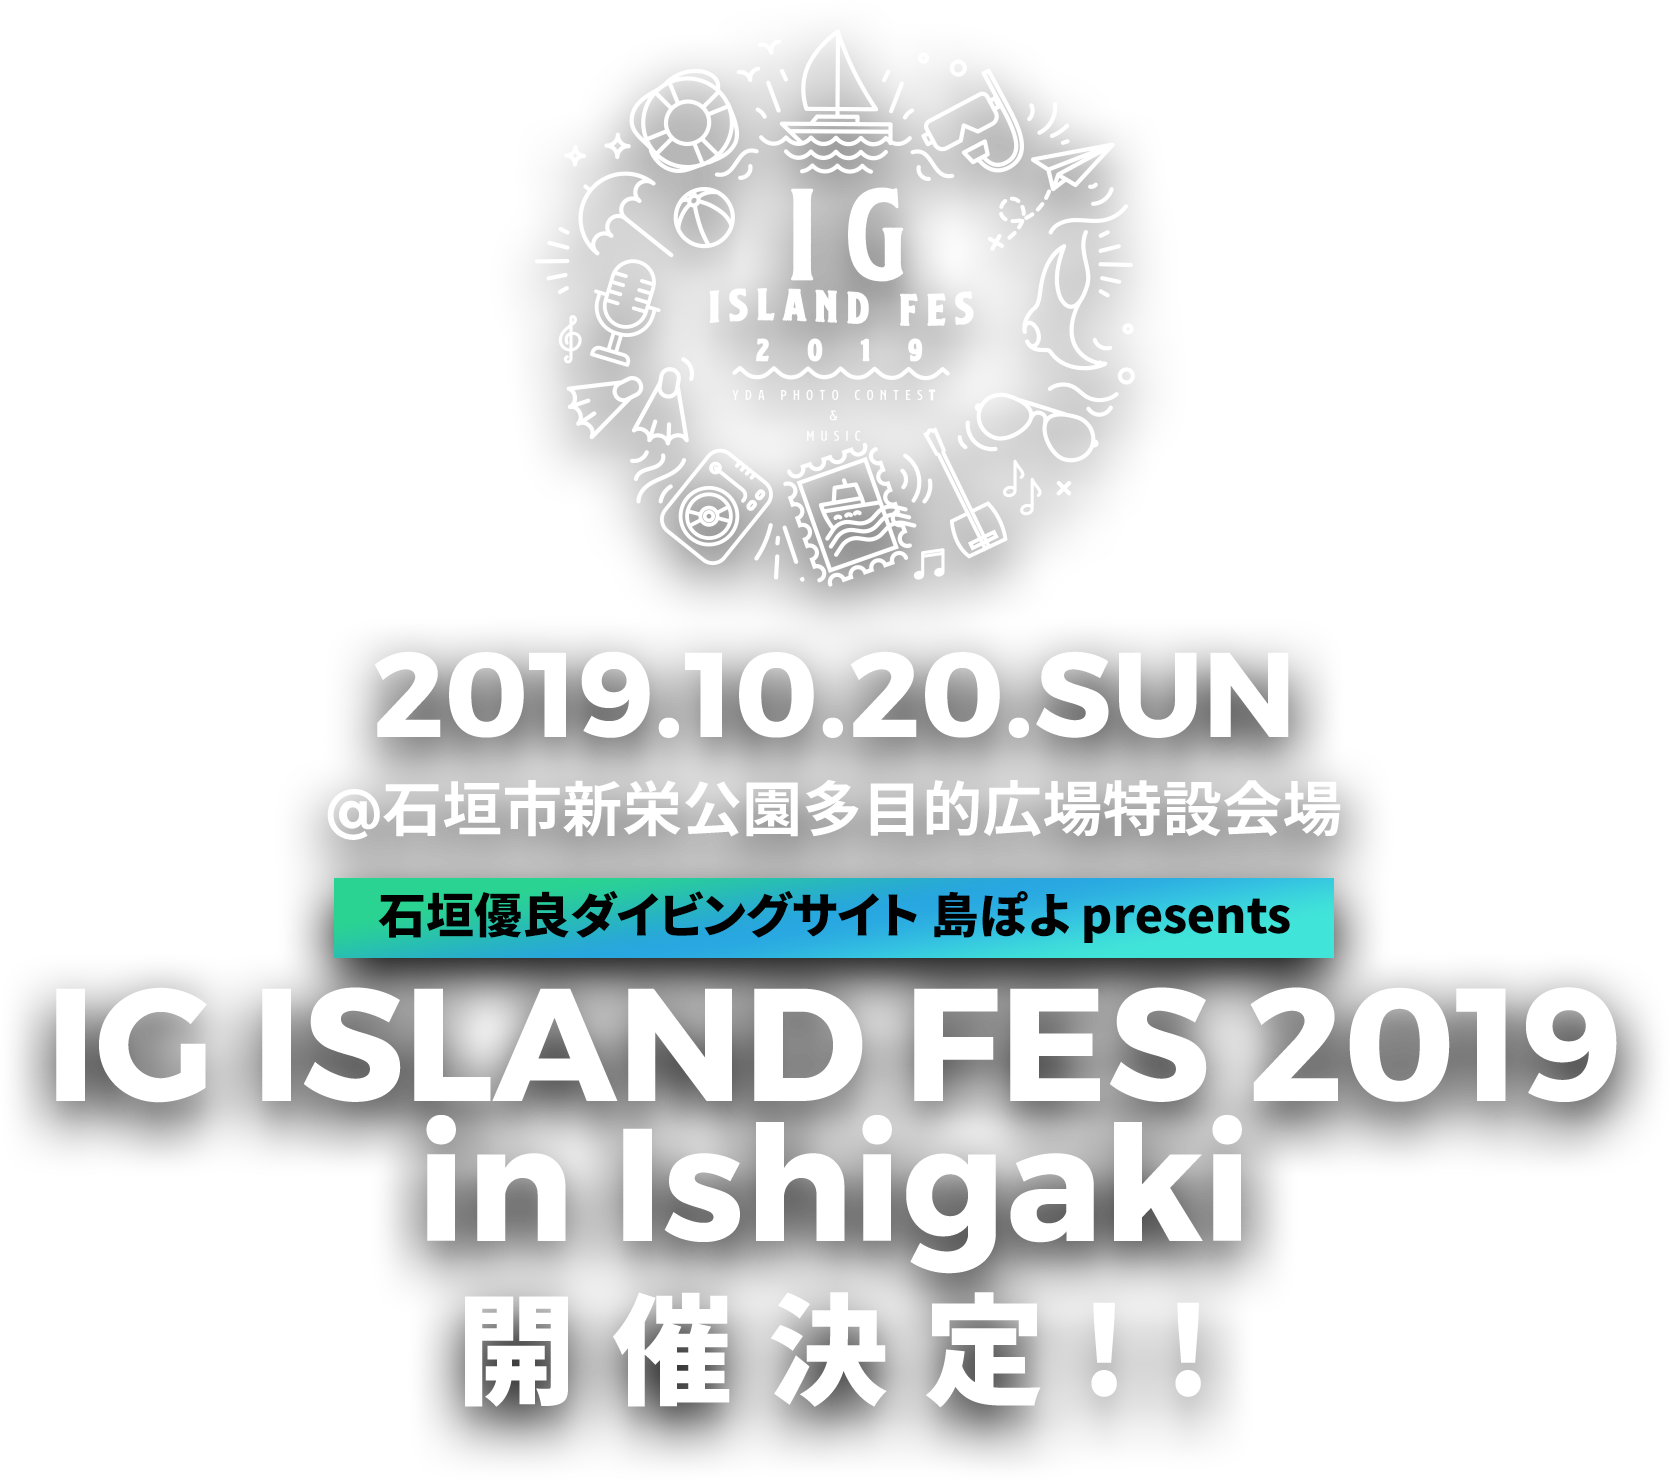 IG
ISLAND FES
2019
YDA PHOTO CONTEST
&
MUSIC
2019.10.20.SUN
@石垣市新栄公園多目的広場特設会場
石垣優良ダイビングサイト 島ぽよ presents
IG ISLAND FES 2019
in Ishigaki
開催決定！！